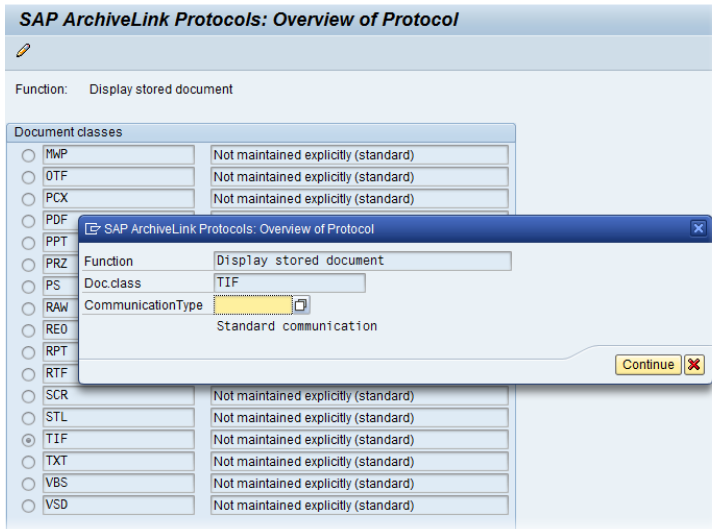 SAP ArchiveLink Protocols: Overview of Protocol
Function: Display stored document
Document classes
MWP Not maintained explicitly (standard)
OTF Not maintained explicitly (standard)
PCX Not maintained explicitly (standard)
PDF
PPT
PRZ
PS
RAW
REO
RPT
RTF
SAP ArchiveLink Protocols: Overview of Protocol
Function Display stored document
Doc.class TIF
CommunicationType
Standard communication
Continue
SCR Not maintained explicitly (standard)
STL Not maintained explicitly (standard)
TIF Not maintained explicitly (standard)
TXT Not maintained explicitly (standard)
VBS Not maintained explicitly (standard)
VSD Not maintained explicitly (standard)